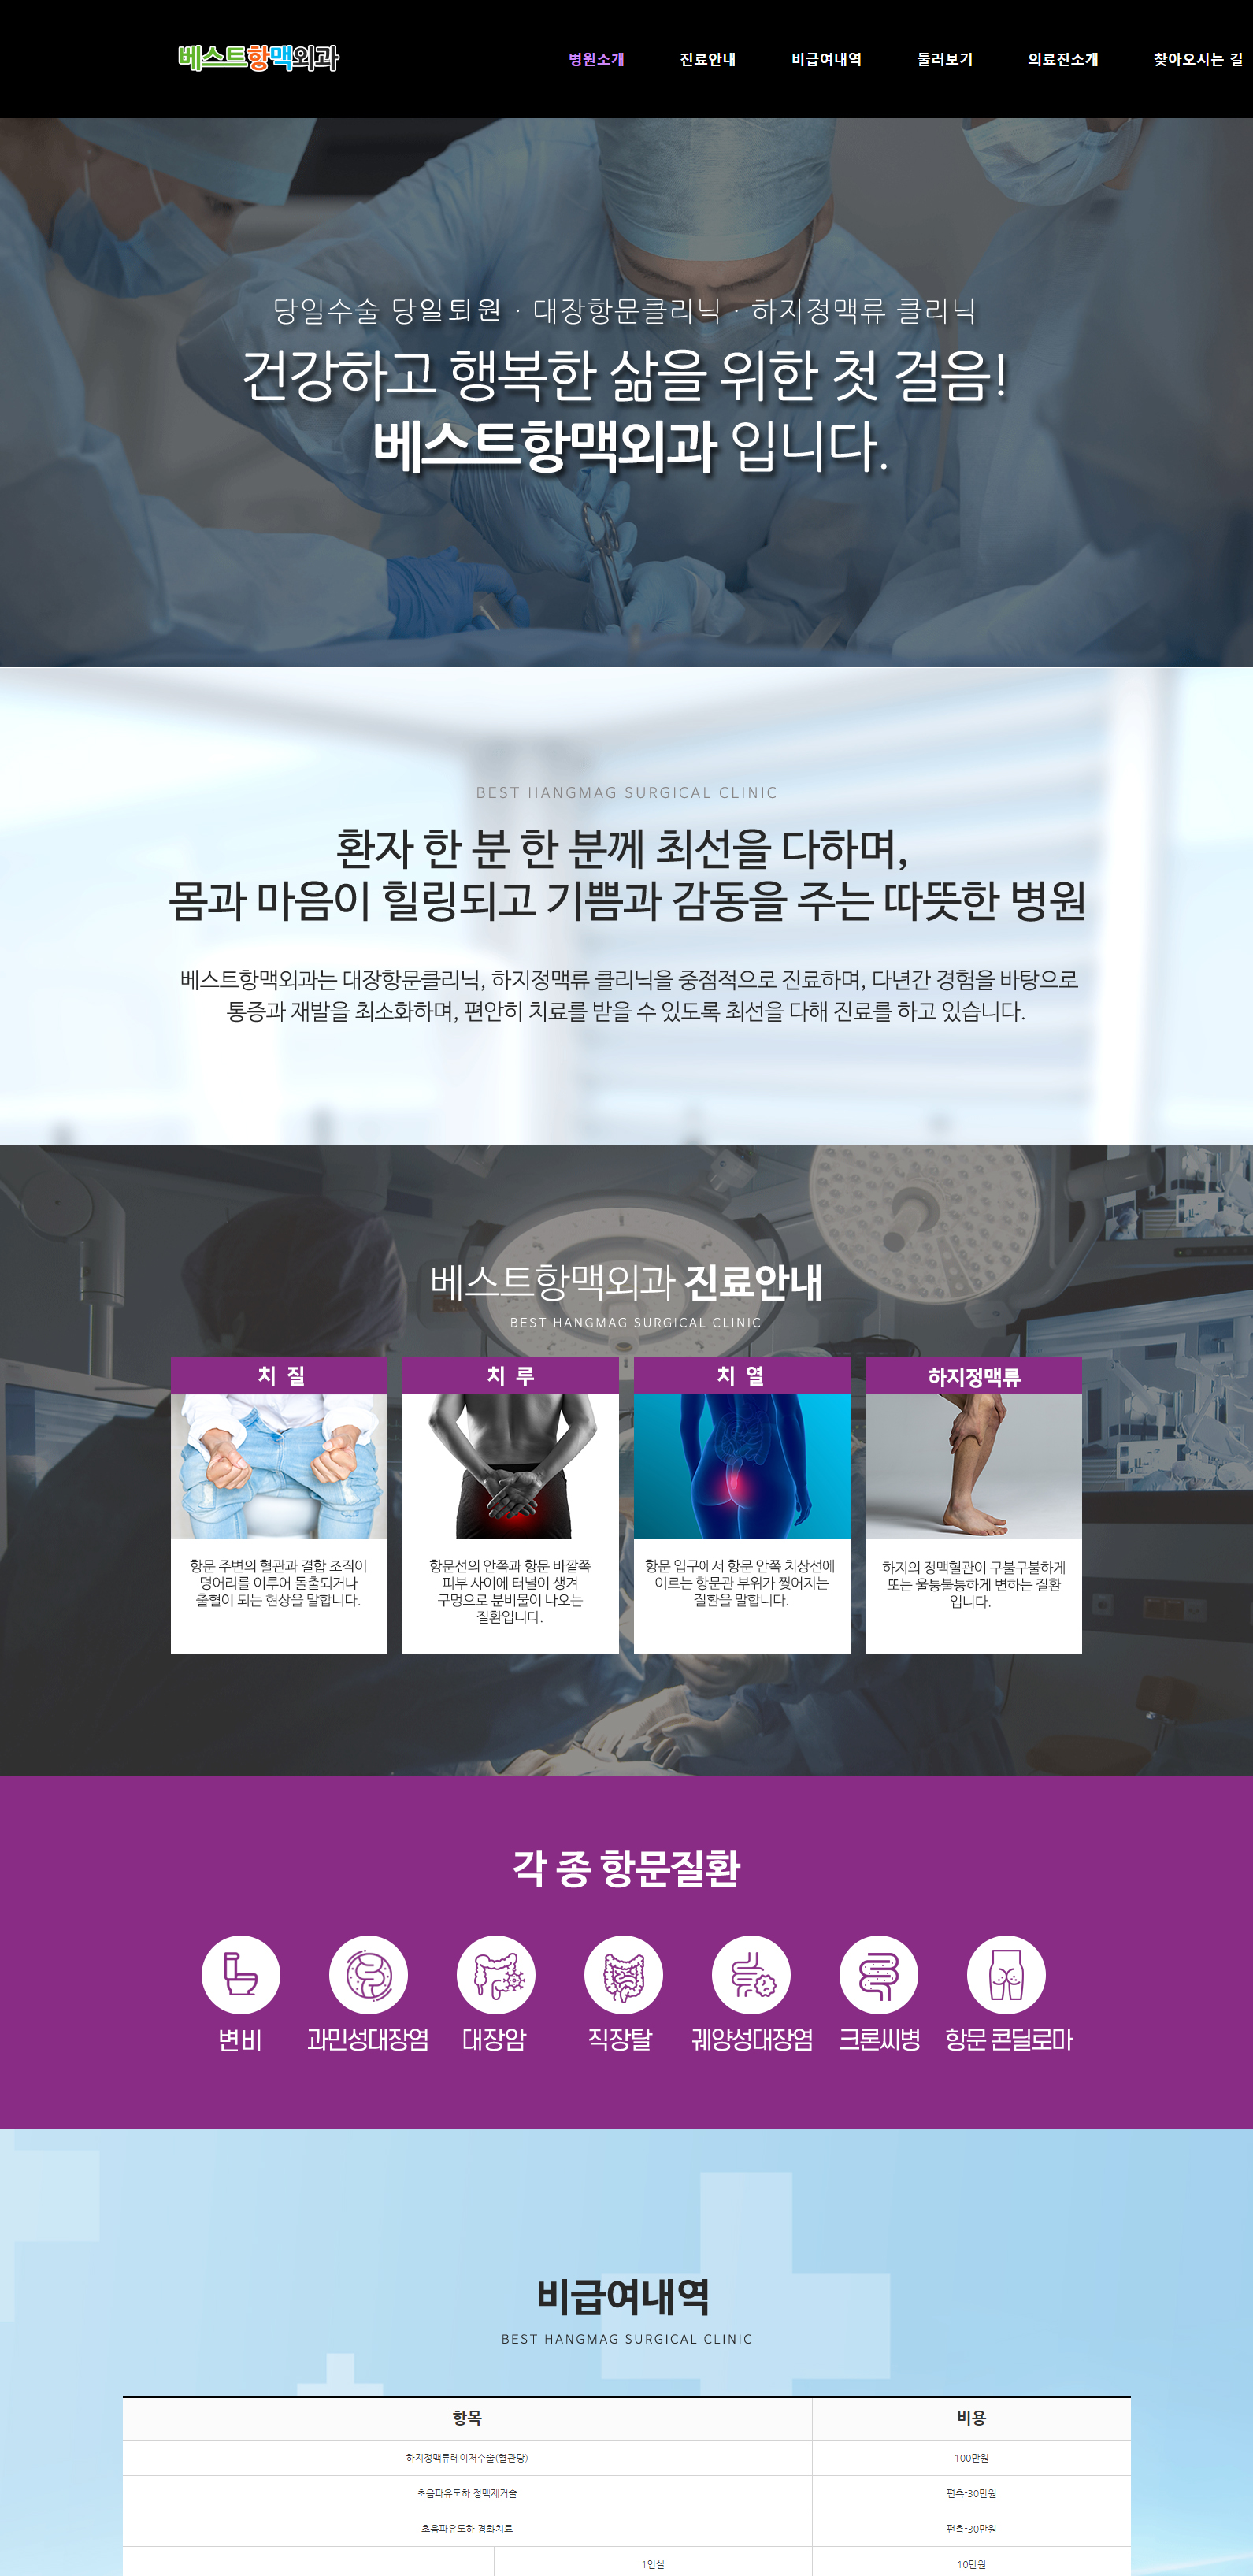 베스트항맥외과
병원소개 진료안내 비급여내역 둘러보기 의료진소개 찾아오시는 길
당일수술 당일퇴원 · 대장항문클리닉 · 하지정맥류 클리닉
건강하고 행복한 삶을 위한 첫 걸음!
베스트항맥외과 입니다.
BEST HANGMAG SURGICAL CLINIC
환자 한 분 한 분께 최선을 다하며,
몸과 마음이 힐링되고 기쁨과 감동을 주는 따뜻한 병원
베스트항맥외과는 대장항문클리닉, 하지정맥류 클리닉을 중점적으로 진료하며, 다년간 경험을 바탕으로
통증과 재발을 최소화하며, 편안히 치료를 받을 수 있도록 최선을 다해 진료를 하고 있습니다.
베스트항맥외과 진료안내
BEST HANGMAG SURGICAL CLINIC
치 질
항문 주변의 혈관과 결합 조직이
덩어리를 이루어 돌출되거나
출혈이 되는 현상을 말합니다.
치 루
항문선의 안쪽과 항문 바깥쪽
피부 사이에 터널이 생겨
구멍으로 분비물이 나오는
질환입니다.
치 열
항문 입구에서 항문 안쪽 치상선에
이르는 항문관 부위가 찢어지는
질환을 말합니다.
하지정맥류
하지의 정맥혈관이 구불구불하게
또는 울퉁불퉁하게 변하는 질환
입니다.
각 종 항문질환
변비 과민성대장염 대장암 직장탈 궤양성대장염 크론씨병 항문 콘딜로마
비급여내역
BEST HANGMAG SURGICAL CLINIC
항목 비용
하지정맥류레이저수술(혈관당) 100만원
초음파유도하 정맥제거술 편측-30만원
초음파유도하 경화치료 편측-30만원
1인실 10만원